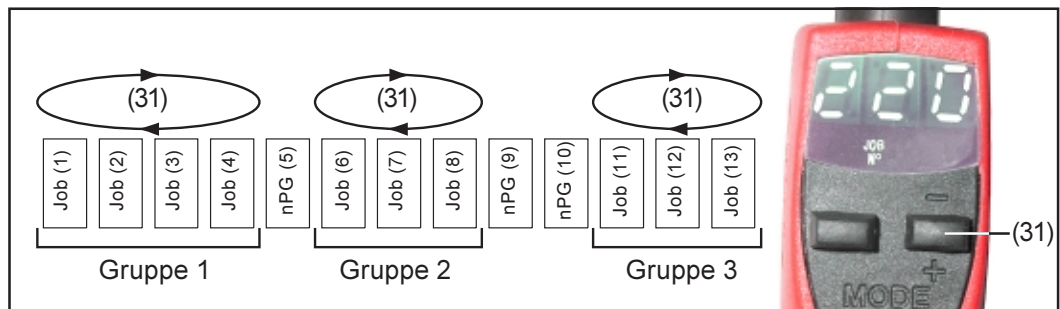 (31) (31) (31)
Job (1) Job (2) Job (3) Job (4) nPG (5) Job (6) Job (7) Job (8) nPG (9) nPG (10) Job (11) Job (12) Job (13)
Gruppe 1 Gruppe 2 Gruppe 3
220
JOB
N°
−
(31)
+
MODE